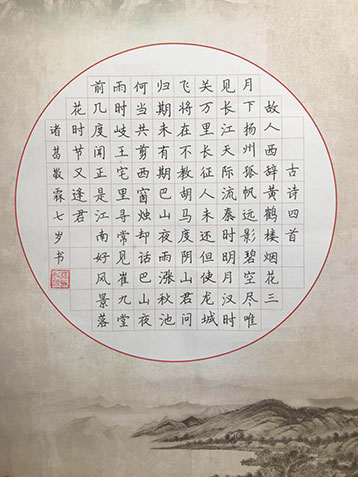 古诗四首
故人西辞黄鹤楼烟花三
月下扬州孤帆远影碧空尽唯
见长江天际流秦时明月汉时
关万里长征人未还但使龙城
飞将在不教胡马度阴山君问
归期未有期巴山夜雨涨秋池
何当共剪西窗烛却话巴山夜
雨时岐王宅里寻常见崔九堂
前几度闻正是江南好风景落
花时节又逢君
诸葛敬霖七岁书